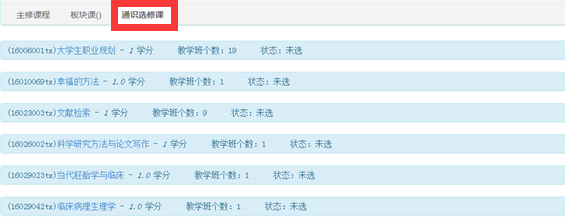 主修课程 板块课() 通识选修课
(16006001tx)大学生职业规划 - 1 学分 教学班个数：19 状态：未选
(16010069tx)幸福的方法 - 1.0 学分 教学班个数：1 状态：未选
(16023003tx)文献检索 - 1 学分 教学班个数：9 状态：未选
(16026002tx)科学研究方法与论文写作 - 1 学分 教学班个数：1 状态：未选
(16029023tx)当代胚胎学与临床 - 1.0 学分 教学班个数：1 状态：未选
(16029042tx)临床病理生理学 - 1.0 学分 教学班个数：1 状态：未选